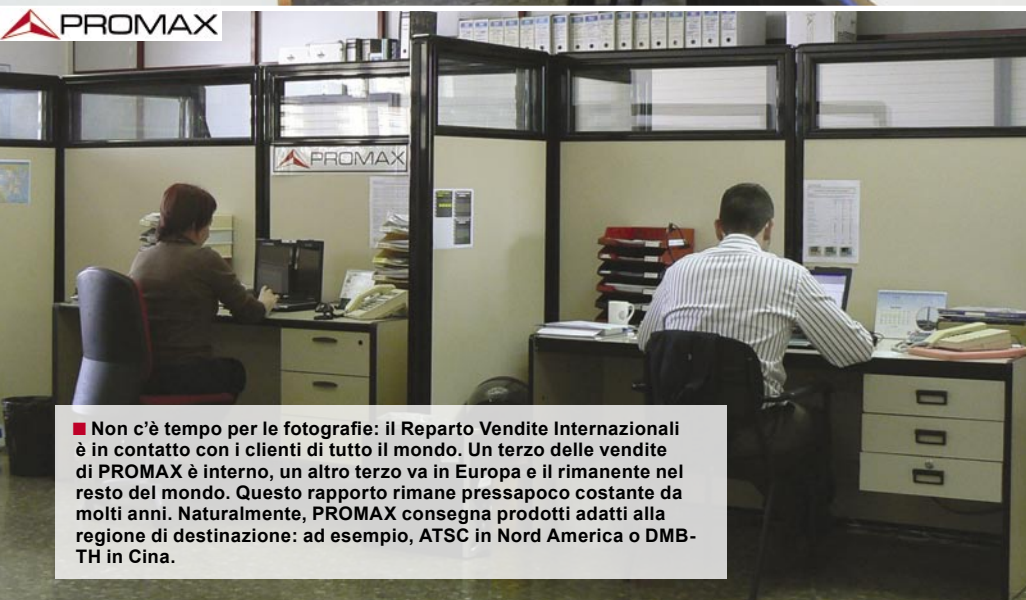 PROMAX
PROMAX
Non c'è tempo per le fotografie: il Reparto Vendite Internazionali
è in contatto con i clienti di tutto il mondo. Un terzo delle vendite
di PROMAX è interno, un altro terzo va in Europa e il rimanente nel
resto del mondo. Questo rapporto rimane pressapoco costante da
molti anni. Naturalmente, PROMAX consegna prodotti adatti alla
regione di destinazione: ad esempio, ATSC in Nord America o DMB-
TH in Cina.